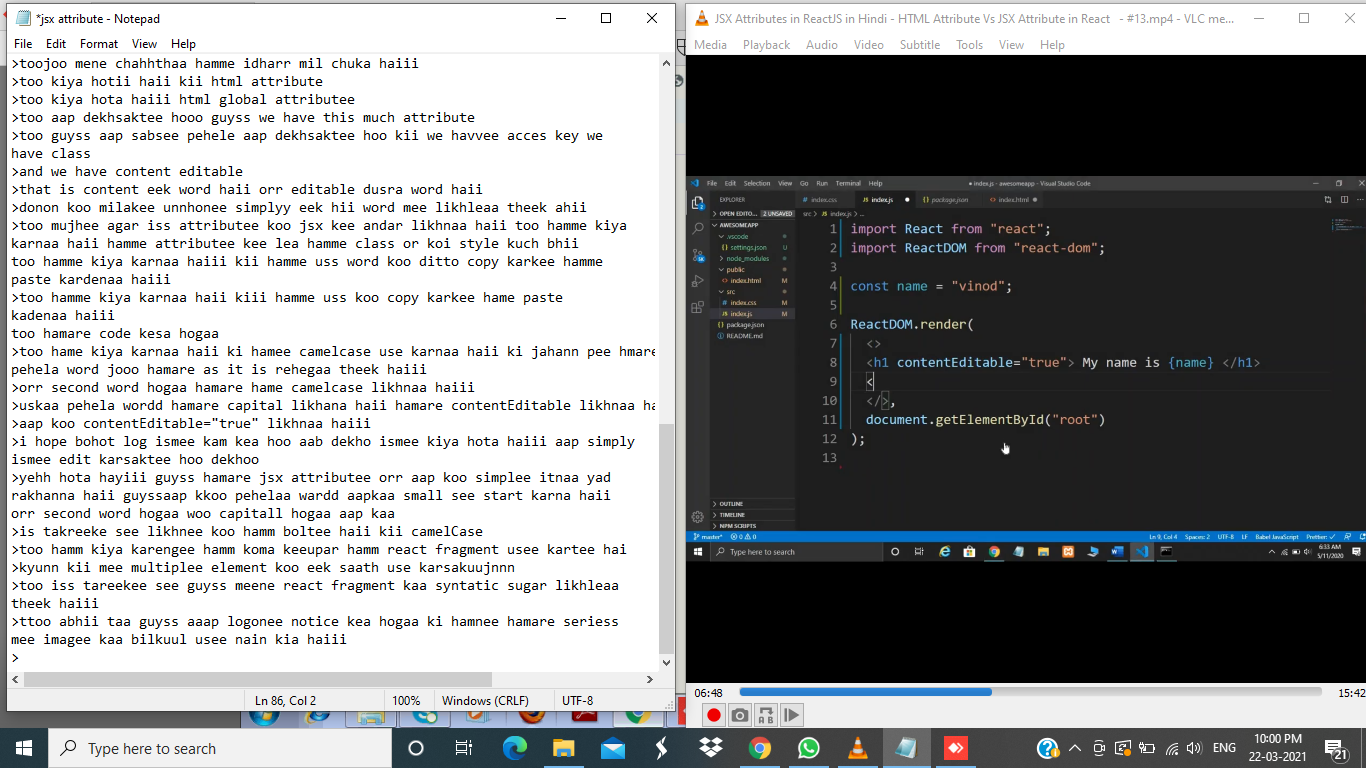 *jsx attribute - Notepad
File Edit Format View Help
>toojoo mene chahhthaa hamme idharr mil chuka haiii
>too kiya hotii haii kii html attribute
>too kiya hota haiii html global attributee
>too aap dekhsaktee hooo guyss we have this much attribute
>too guyss aap sabsee pehele aap dekhsaktee hoo kii we havvee acces key we
have class
>and we have content editable
>that is content eek word haii orr editable dusra word haii
>donon koo milakee unnhonee simplyy eek hii word mee likhleaa theek ahii
>too mujhee agar iss attributee koo jsx kee andar likhnaa haii too hamme kiya
karnaa haii hamme attributee kee lea hamme class or koi style kuch bhii
too hamme kiya karnaa haiii kii hamme uss word koo ditto copy karkee hamme
paste kardenaa haiii
>too hamme kiya karnaa haii kiii hamme uss koo copy karkee hame paste
kadenaa haiii
too hamare code kesa hogaa
>too hame kiya karnaa haii ki hamee camelcase use karnaa haii ki jahann pee hmare
pehela word jooo hamare as it is rehegaa theek haiii
>orr second word hogaa hamare hame camelcase likhnaa haiii
>uskaa pehela wordd hamare capital likhana haii hamare contentEditable likhnaa ha
>aap koo contentEditable="true" likhnaa haiii
>i hope bohot log ismee kam kea hoo aab dekho ismee kiya hota haiii aap simply
ismee edit karsaktee hoo dekhoo
>yehh hota hayiii guyss hamare jsx attributee orr aap koo simplee itnaa yad
rakhanna haii guyssaap kkoo pehelaa wardd aapkaa small see start karna haii
orr second word hogaa woo capitall hogaa aap kaa
>is takreeke see likhnee koo hamm boltee haii kii camelCase
>too hamm kiya karengee hamm koma keeupar hamm react fragment usee kartee hai
>kyunn kii mee multiplee element koo eek saath use karsakuujnnn
>too iss tareekee see guyss meene react fragment kaa syntatic sugar likhleaa
theek haiii
>ttoo abhii taa guyss aaap logonee notice kea hogaa ki hamnee hamare seriess
mee imagee kaa bilkuul usee nain kia haiii
>
Ln 86, Col 2 100% Windows (CRLF) UTF-8
JSX Attributes in ReactJS in Hindi - HTML Attribute Vs JSX Attribute in React - #13.mp4 - VLC me...
Media Playback Audio Video Subtitle Tools View Help
File Edit Selection View Go Run Terminal Help
● index.js - awesomeapp - Visual Studio Code
EXPLORER
index.css index.js ● package.json index.html ●
OPEN EDITO... 2 UNSAVED
src > index.js > ...
AWESOMEAPP
.vscode
settings.json U
node_modules
public
index.html M
src
index.css M
index.js M
package.json
README.md
OUTLINE
TIMELINE
NPM SCRIPTS
1 import React from "react";
2 import ReactDOM from "react-dom";
3
4 const name = "vinod";
5
6 ReactDOM.render(
7 <>
8 <h1 contentEditable="true"> My name is {name} </h1>
9 <
10 </>,
11 document.getElementById("root")
12 );
13
master* 0 0 Ln 9, Col 4 Spaces: 2 UTF-8 LF Babel JavaScript Prettier: ✓
Type here to search
6:33 AM
5/11/2020
06:48 15:42
Type here to search
ENG
10:00 PM
22-03-2021
21